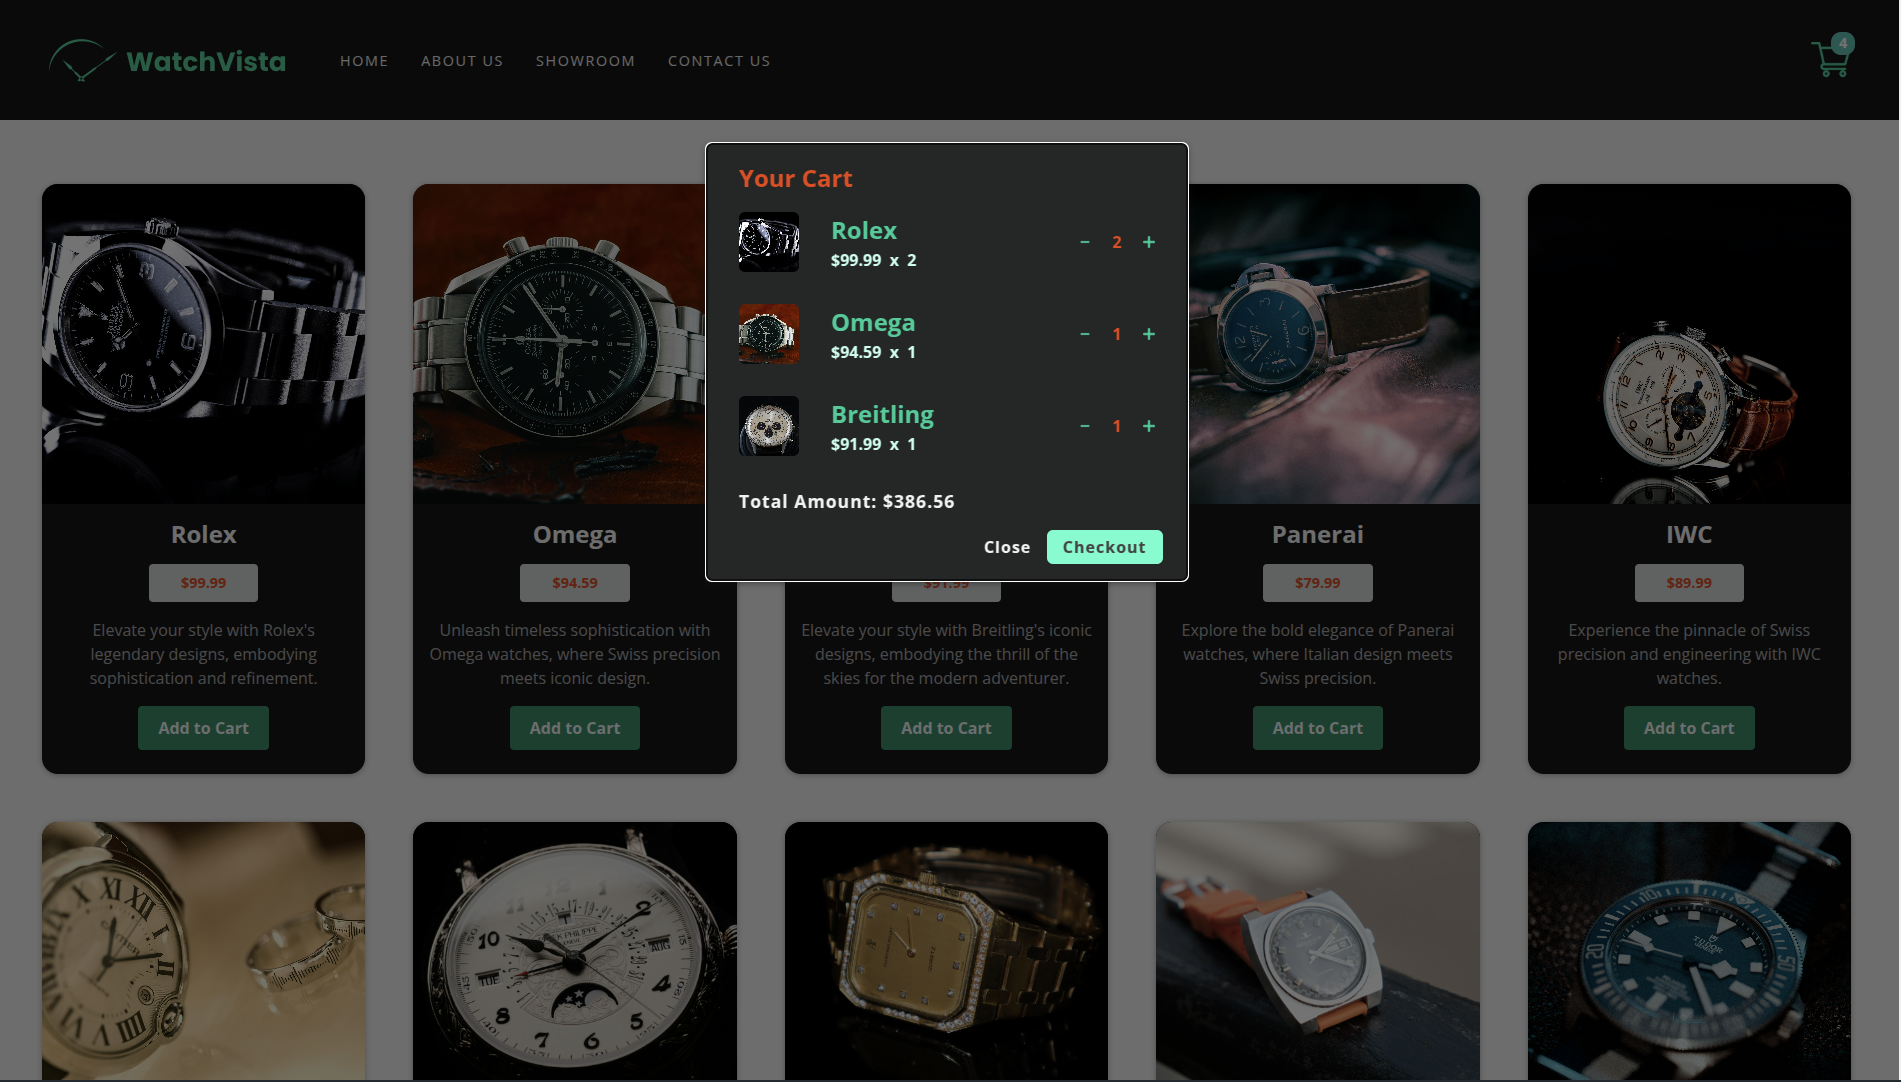 WatchVista
HOME
ABOUT US
SHOWROOM
CONTACT US
4
Your Cart
Rolex
$99.99 x 2
− 2 +
Omega
$94.59 x 1
− 1 +
Breitling
$91.99 x 1
− 1 +
Total Amount: $386.56
Close
Checkout
Rolex
$99.99
Elevate your style with Rolex's
legendary designs, embodying
sophistication and refinement.
Add to Cart
Omega
$94.59
Unleash timeless sophistication with
Omega watches, where Swiss precision
meets iconic design.
Add to Cart
$91.99
Elevate your style with Breitling's iconic
designs, embodying the thrill of the
skies for the modern adventurer.
Add to Cart
Panerai
$79.99
Explore the bold elegance of Panerai
watches, where Italian design meets
Swiss precision.
Add to Cart
IWC
$89.99
Experience the pinnacle of Swiss
precision and engineering with IWC
watches.
Add to Cart